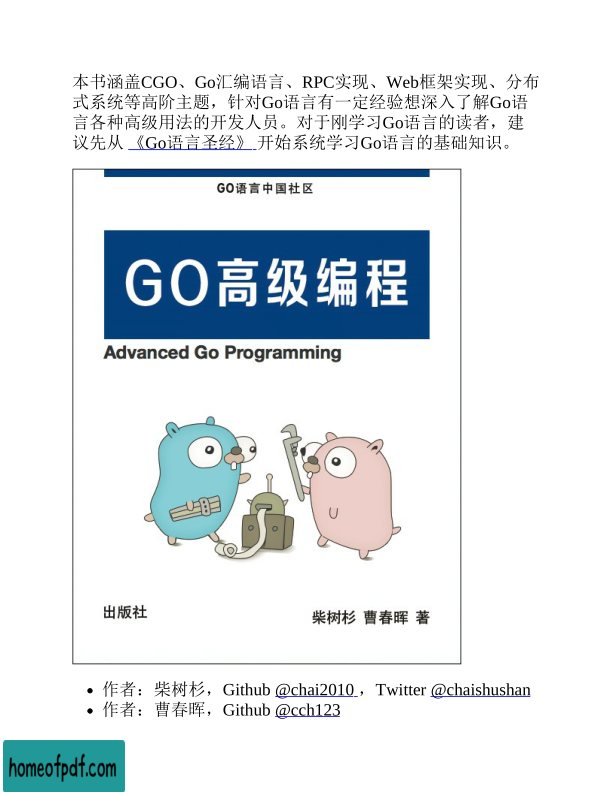 本书涵盖CGO、Go汇编语言、RPC实现、Web框架实现、分布
式系统等高阶主题，针对Go语言有一定经验想深入了解Go语
言各种高级用法的开发人员。对于刚学习Go语言的读者，建
议先从 《Go语言圣经》 开始系统学习Go语言的基础知识。
GO语言中国社区
GO高级编程
Advanced Go Programming
出版社
柴树杉 曹春晖 著
作者：柴树杉，Github @chai2010 ，Twitter @chaishushan
作者：曹春晖，Github @cch123
homeofpdf.com